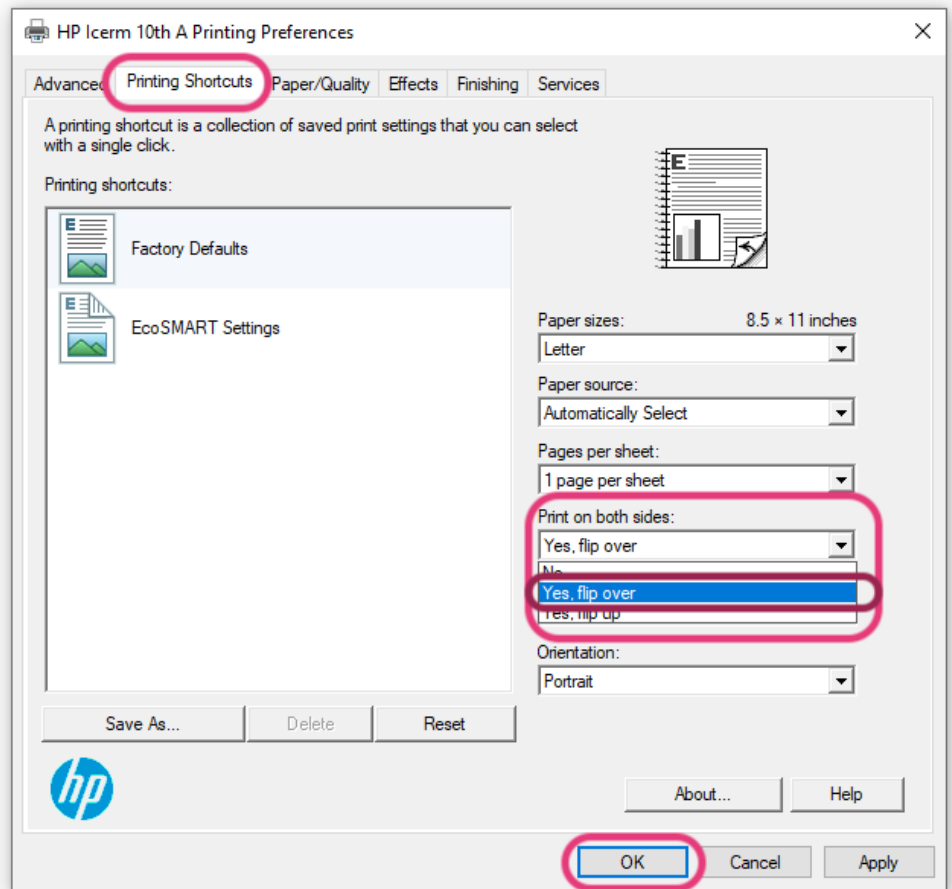 HP Icerm 10th A Printing Preferences
Advanced Printing Shortcuts Paper/Quality Effects Finishing Services
A printing shortcut is a collection of saved print settings that you can select
with a single click.
Printing shortcuts:
E
Factory Defaults
E
EcoSMART Settings
E
Paper sizes: 8.5 × 11 inches
Letter
Paper source:
Automatically Select
Pages per sheet:
1 page per sheet
Print on both sides:
Yes, flip over
No
Yes, flip over
Yes, flip up
Orientation:
Portrait
Save As... Delete Reset
hp
About... Help
OK Cancel Apply